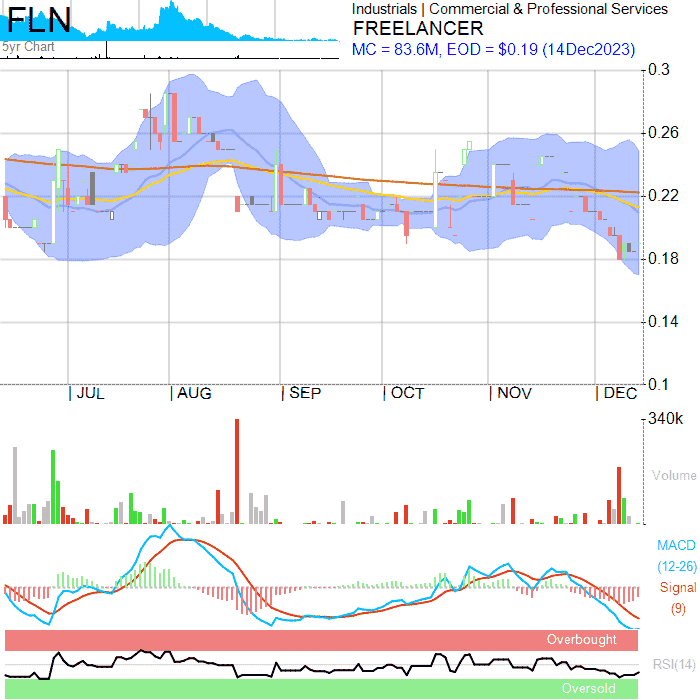 FLN
5yr Chart
Industrials | Commercial & Professional Services
FREELANCER
MC = 83.6M, EOD = $0.19 (14Dec2023)
0.3
0.26
0.22
0.18
0.14
0.1
| JUL | AUG | SEP | OCT | NOV | DEC
340k
Volume
MACD
(12-26)
Signal
(9)
Overbought
RSI(14)
Oversold